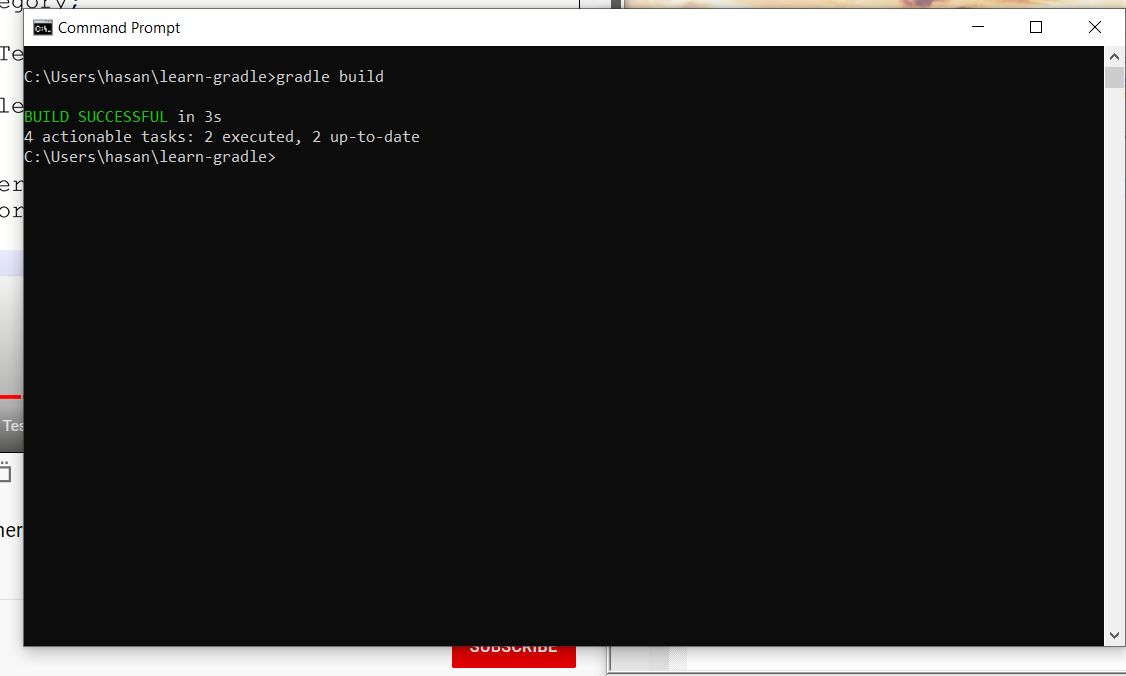 egory;
Command Prompt
Te
C:\Users\hasan\learn-gradle>gradle build
le
BUILD SUCCESSFUL in 3s
4 actionable tasks: 2 executed, 2 up-to-date
C:\Users\hasan\learn-gradle>
er
or
Tes
her
SUBSCRIBE